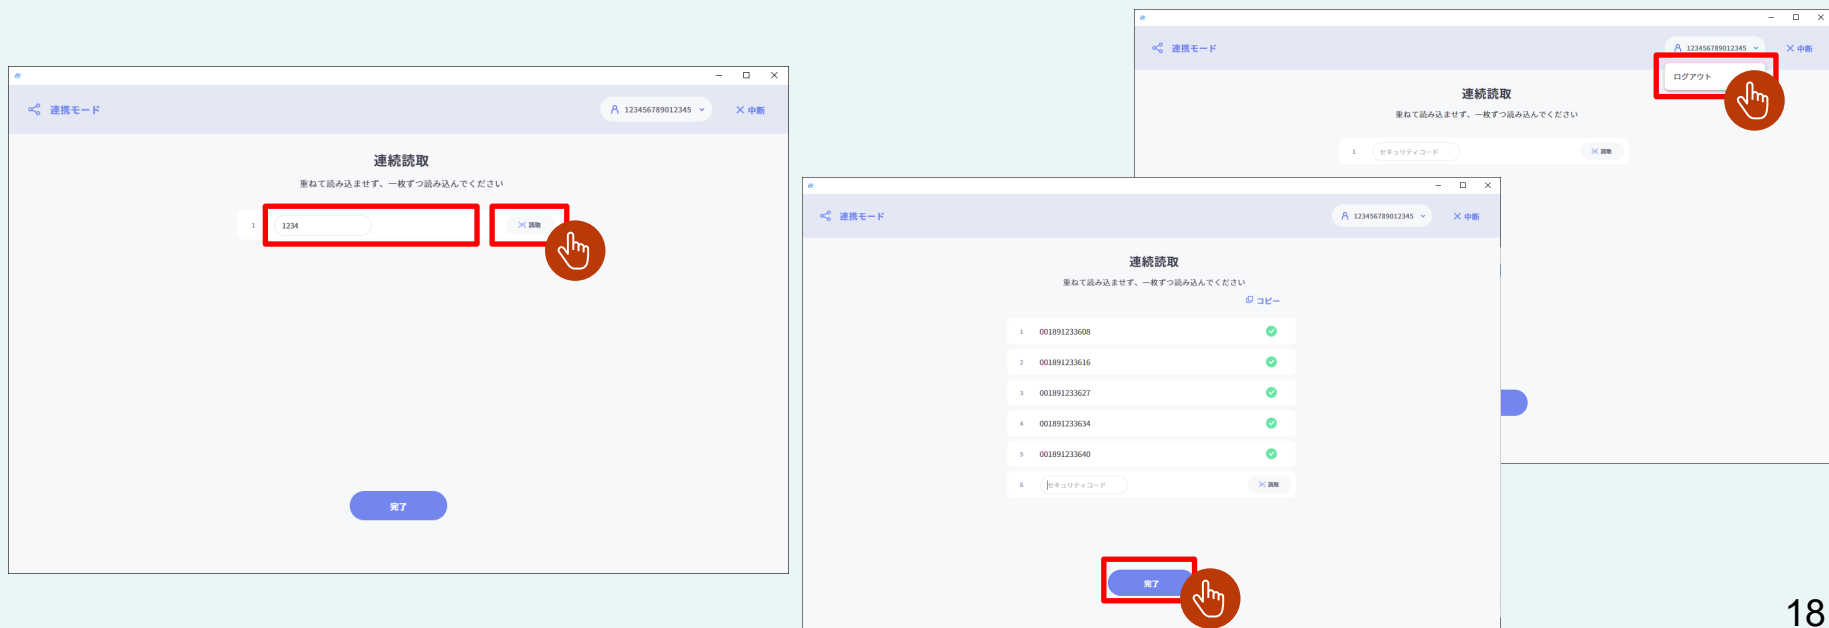 連携モード
123456789012345
中断
連続読取
重ねて読み込ませず、一枚ずつ読み込んでください
1
1234
読取
完了
連携モード
123456789012345
中断
ログアウト
連続読取
重ねて読み込ませず、一枚ずつ読み込んでください
1
セキュリティコード
読取
連携モード
123456789012345
中断
連続読取
重ねて読み込ませず、一枚ずつ読み込んでください
コピー
1 001891233608
2 001891233616
3 001891233627
4 001891233634
5 001891233640
6 セキュリティコード 読取
完了
18